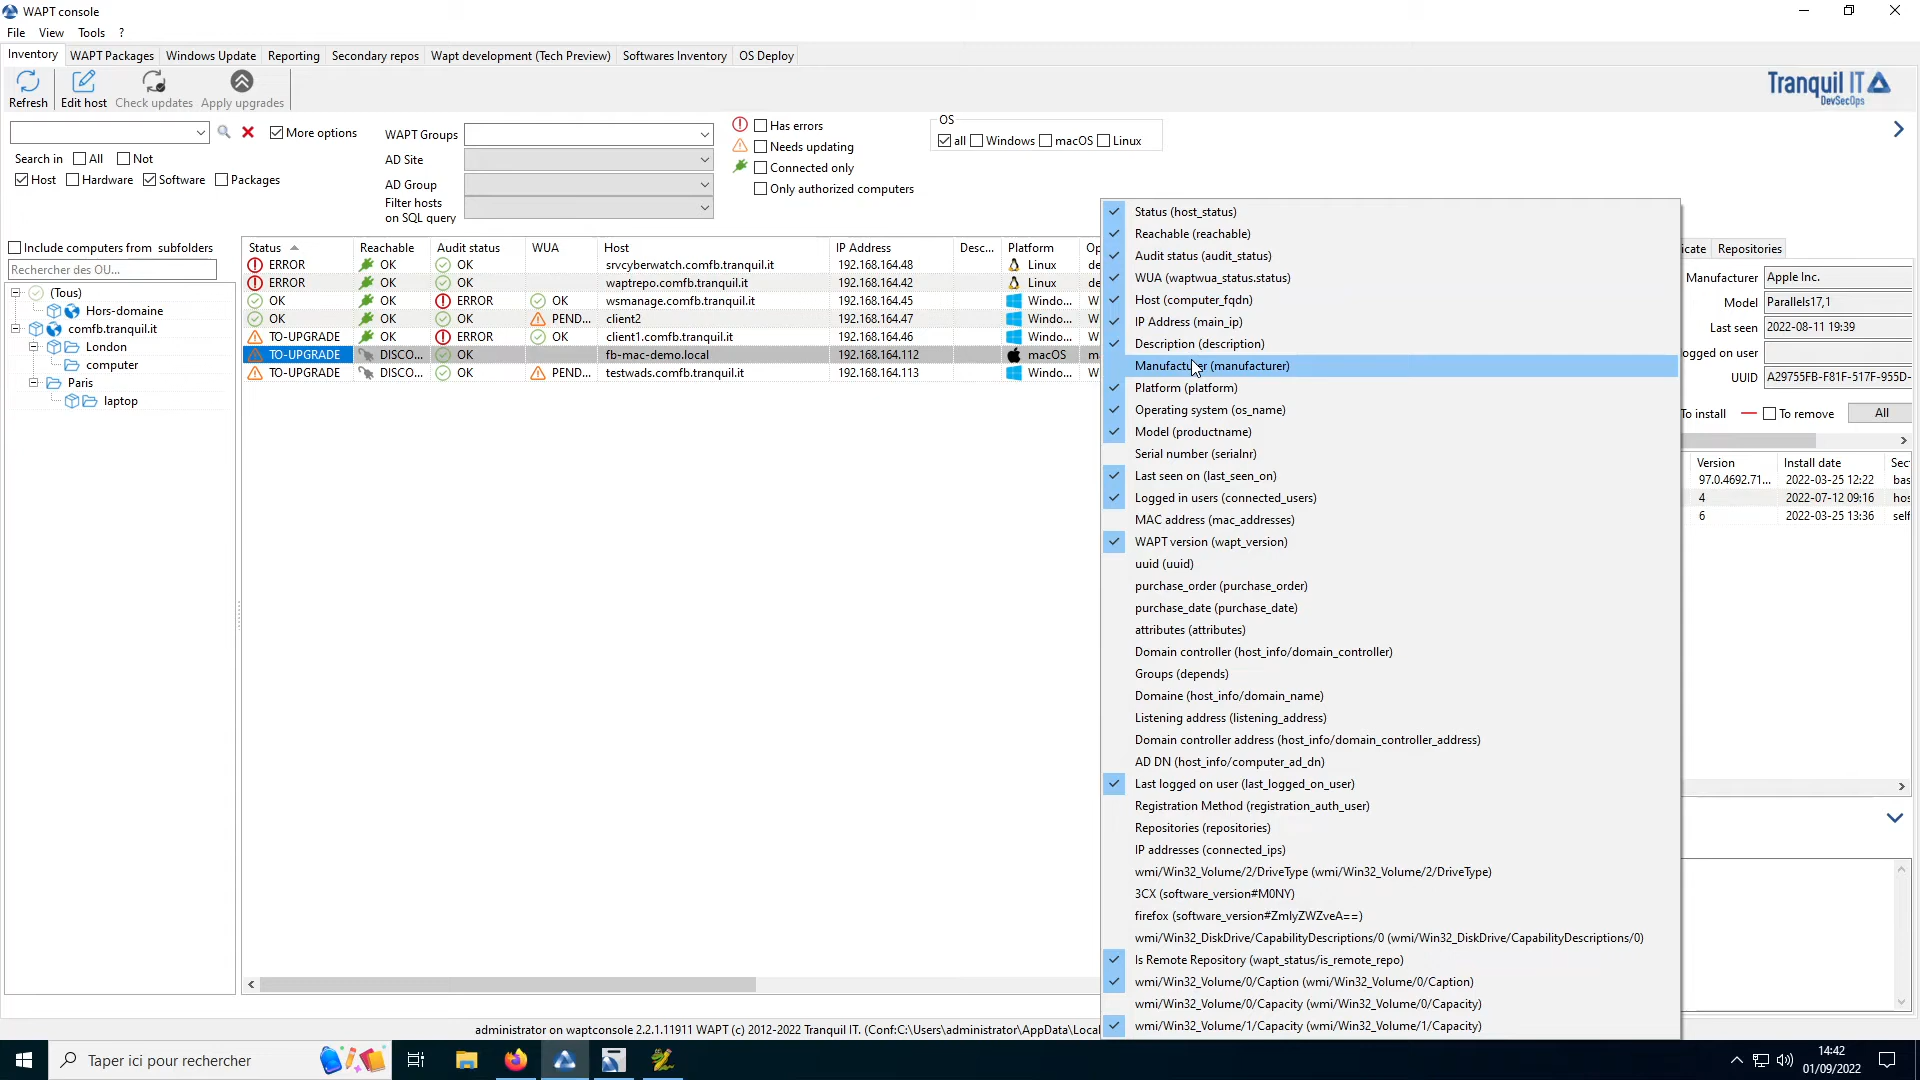 WAPT console
File View Tools ?
Inventory WAPT Packages Windows Update Reporting Secondary repos Wapt development (Tech Preview) Softwares Inventory OS Deploy
Refresh Edit host Check updates Apply upgrades
Tranquil IT
DevSecOps
More options
Search in All Not
Host Hardware Software Packages
WAPT Groups
AD Site
AD Group
Filter hosts
on SQL query
Has errors
Needs updating
Connected only
Only authorized computers
OS
all Windows macOS Linux
Include computers from subfolders
Rechercher des OU...
(Tous)
Hors-domaine
comfb.tranquil.it
London
computer
Paris
laptop
Status Reachable Audit status WUA Host IP Address Desc... Platform Op
ERROR OK OK srvcyberwatch.comfb.tranquil.it 192.168.164.48 Linux de
ERROR OK OK waptrepo.comfb.tranquil.it 192.168.164.42 Linux de
OK OK ERROR OK wsmanage.comfb.tranquil.it 192.168.164.45 Windo... W
OK OK OK PEND... client2 192.168.164.47 Windo... W
TO-UPGRADE OK ERROR OK client1.comfb.tranquil.it 192.168.164.46 Windo... W
TO-UPGRADE DISCO... OK fb-mac-demo.local 192.168.164.112 macOS m
TO-UPGRADE DISCO... OK PEND... testwads.comfb.tranquil.it 192.168.164.113 Windo... W
Status (host_status)
Reachable (reachable)
Audit status (audit_status)
WUA (waptwua_status.status)
Host (computer_fqdn)
IP Address (main_ip)
Description (description)
Manufacturer (manufacturer)
Platform (platform)
Operating system (os_name)
Model (productname)
Serial number (serialnr)
Last seen on (last_seen_on)
Logged in users (connected_users)
MAC address (mac_addresses)
WAPT version (wapt_version)
uuid (uuid)
purchase_order (purchase_order)
purchase_date (purchase_date)
attributes (attributes)
Domain controller (host_info/domain_controller)
Groups (depends)
Domaine (host_info/domain_name)
Listening address (listening_address)
Domain controller address (host_info/domain_controller_address)
AD DN (host_info/computer_ad_dn)
Last logged on user (last_logged_on_user)
Registration Method (registration_auth_user)
Repositories (repositories)
IP addresses (connected_ips)
wmi/Win32_Volume/2/DriveType (wmi/Win32_Volume/2/DriveType)
3CX (software_version#M0NY)
firefox (software_version#ZmlyZWZveA==)
wmi/Win32_DiskDrive/CapabilityDescriptions/0 (wmi/Win32_DiskDrive/CapabilityDescriptions/0)
Is Remote Repository (wapt_status/is_remote_repo)
wmi/Win32_Volume/0/Caption (wmi/Win32_Volume/0/Caption)
wmi/Win32_Volume/0/Capacity (wmi/Win32_Volume/0/Capacity)
wmi/Win32_Volume/1/Capacity (wmi/Win32_Volume/1/Capacity)
icate Repositories
Manufacturer Apple Inc.
Model Parallels17,1
Last seen 2022-08-11 19:39
ogged on user
UUID A29755FB-F81F-517F-955D-
To install To remove All
Version Install date Sec
97.0.4692.71... 2022-03-25 12:22 bas
4 2022-07-12 09:16 hos
6 2022-03-25 13:36 self
administrator on waptconsole 2.2.1.11911 WAPT (c) 2012-2022 Tranquil IT. (Conf:C:\Users\administrator\AppData\Local
Taper ici pour rechercher
14:42
01/09/2022